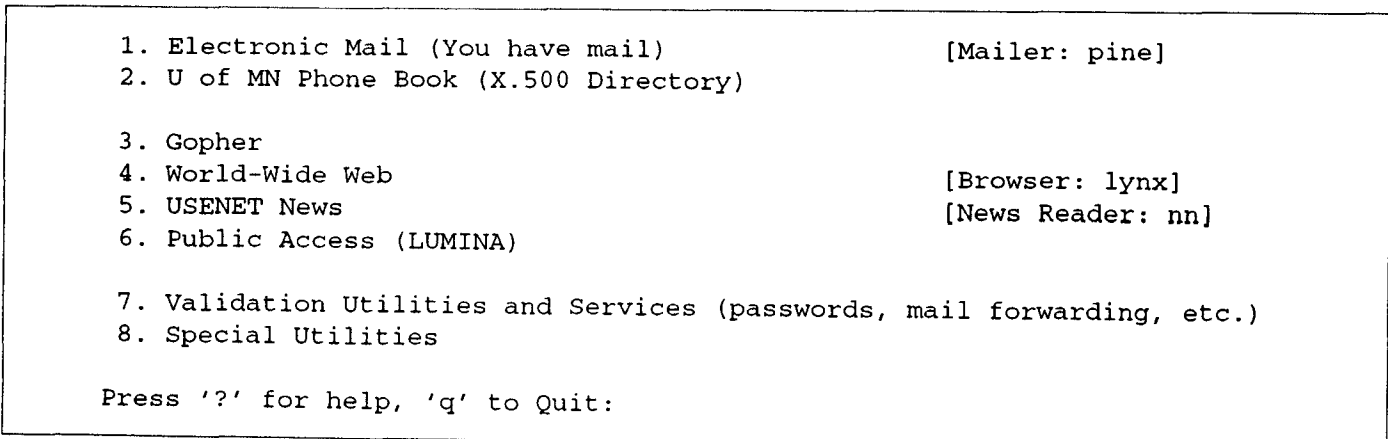 1. Electronic Mail (You have mail) [Mailer: pine]
2. U of MN Phone Book (X.500 Directory)
3. Gopher
4. World-Wide Web [Browser: lynx]
5. USENET News [News Reader: nn]
6. Public Access (LUMINA)
7. Validation Utilities and Services (passwords, mail forwarding, etc.)
8. Special Utilities
Press '?' for help, 'q' to Quit: